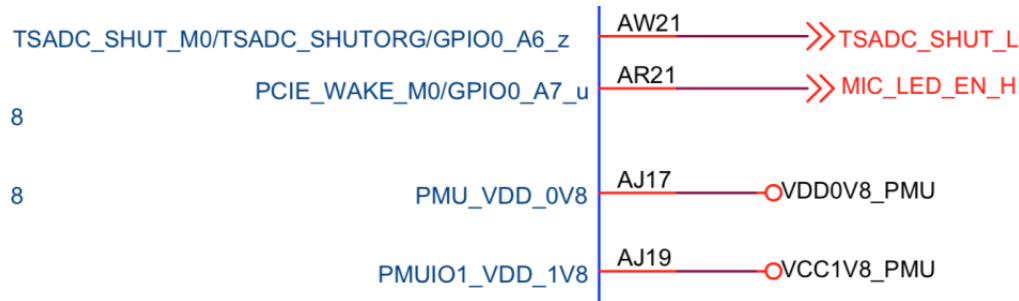 TSADC_SHUT_M0/TSADC_SHUTORG/GPIO0_A6_z AW21 TSADC_SHUT_L
PCIE_WAKE_M0/GPIO0_A7_u AR21 MIC_LED_EN_H
8
8 PMU_VDD_0V8 AJ17 VDD0V8_PMU
PMUIO1_VDD_1V8 AJ19 VCC1V8_PMU